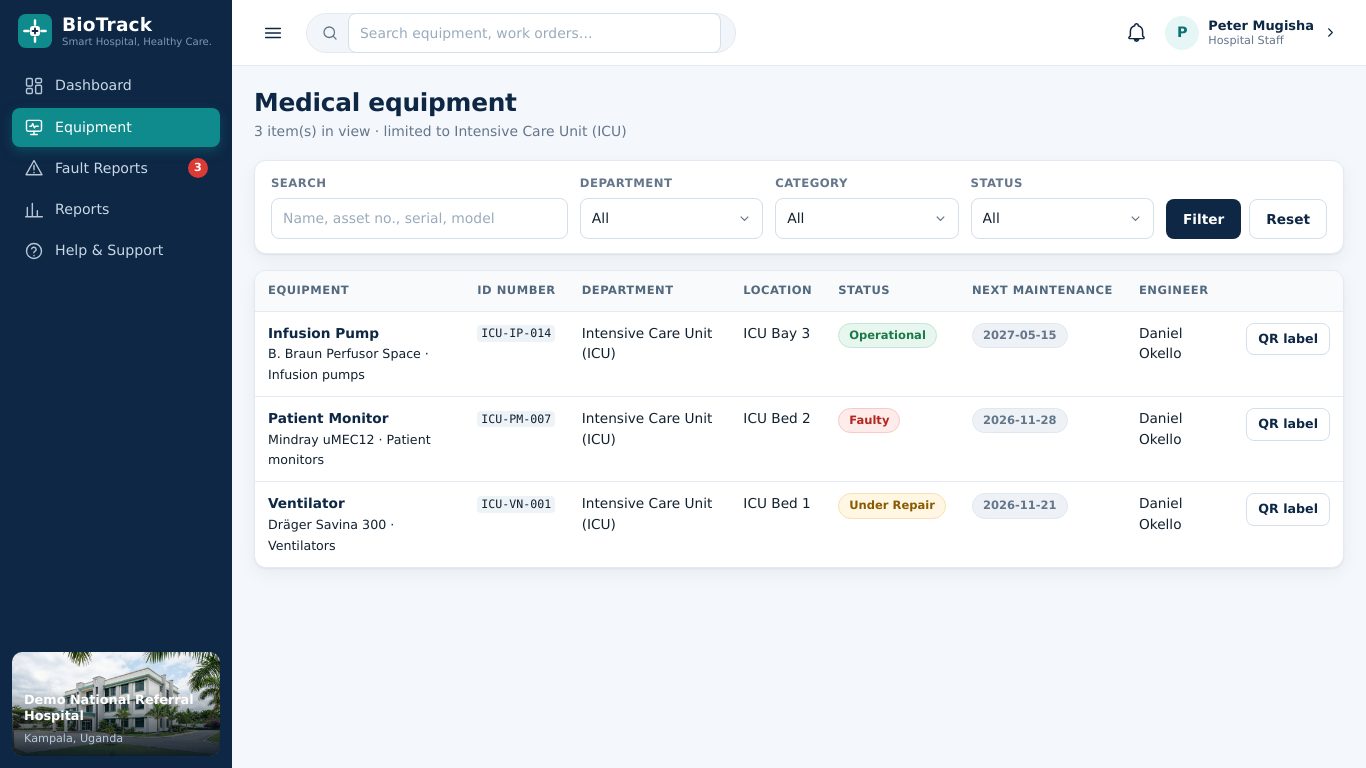 BioTrack
Smart Hospital, Healthy Care.
Dashboard
Equipment
Fault Reports 3
Reports
Help & Support
Demo National Referral
Hospital
Kampala, Uganda
Search equipment, work orders...
P
Peter Mugisha
Hospital Staff
Medical equipment
3 item(s) in view · limited to Intensive Care Unit (ICU)
SEARCH DEPARTMENT CATEGORY STATUS
Name, asset no., serial, model All All All Filter Reset
EQUIPMENT ID NUMBER DEPARTMENT LOCATION STATUS NEXT MAINTENANCE ENGINEER
Infusion Pump ICU-IP-014 Intensive Care Unit ICU Bay 3 Operational 2027-05-15 Daniel QR label
B. Braun Perfusor Space · (ICU) Okello
Infusion pumps
Patient Monitor ICU-PM-007 Intensive Care Unit ICU Bed 2 Faulty 2026-11-28 Daniel QR label
Mindray uMEC12 · Patient (ICU) Okello
monitors
Ventilator ICU-VN-001 Intensive Care Unit ICU Bed 1 Under Repair 2026-11-21 Daniel QR label
Dräger Savina 300 · (ICU) Okello
Ventilators